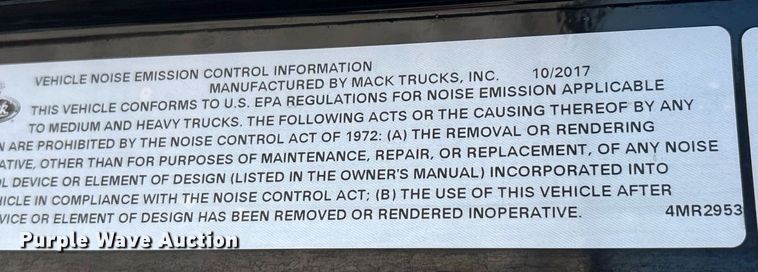 VEHICLE NOISE EMISSION CONTROL INFORMATION
MANUFACTURED BY MACK TRUCKS, INC. 10/2017
THIS VEHICLE CONFORMS TO U.S. EPA REGULATIONS FOR NOISE EMISSION APPLICABLE
TO MEDIUM AND HEAVY TRUCKS. THE FOLLOWING ACTS OR THE CAUSING THEREOF BY ANY
N ARE PROHIBITED BY THE NOISE CONTROL ACT OF 1972: (A) THE REMOVAL OR RENDERING
ATIVE, OTHER THAN FOR PURPOSES OF MAINTENANCE, REPAIR, OR REPLACEMENT, OF ANY NOISE
OL DEVICE OR ELEMENT OF DESIGN (LISTED IN THE OWNER'S MANUAL) INCORPORATED INTO
HICLE IN COMPLIANCE WITH THE NOISE CONTROL ACT; (B) THE USE OF THIS VEHICLE AFTER
VICE OR ELEMENT OF DESIGN HAS BEEN REMOVED OR RENDERED INOPERATIVE. 4MR2953
Purple Wave Auction